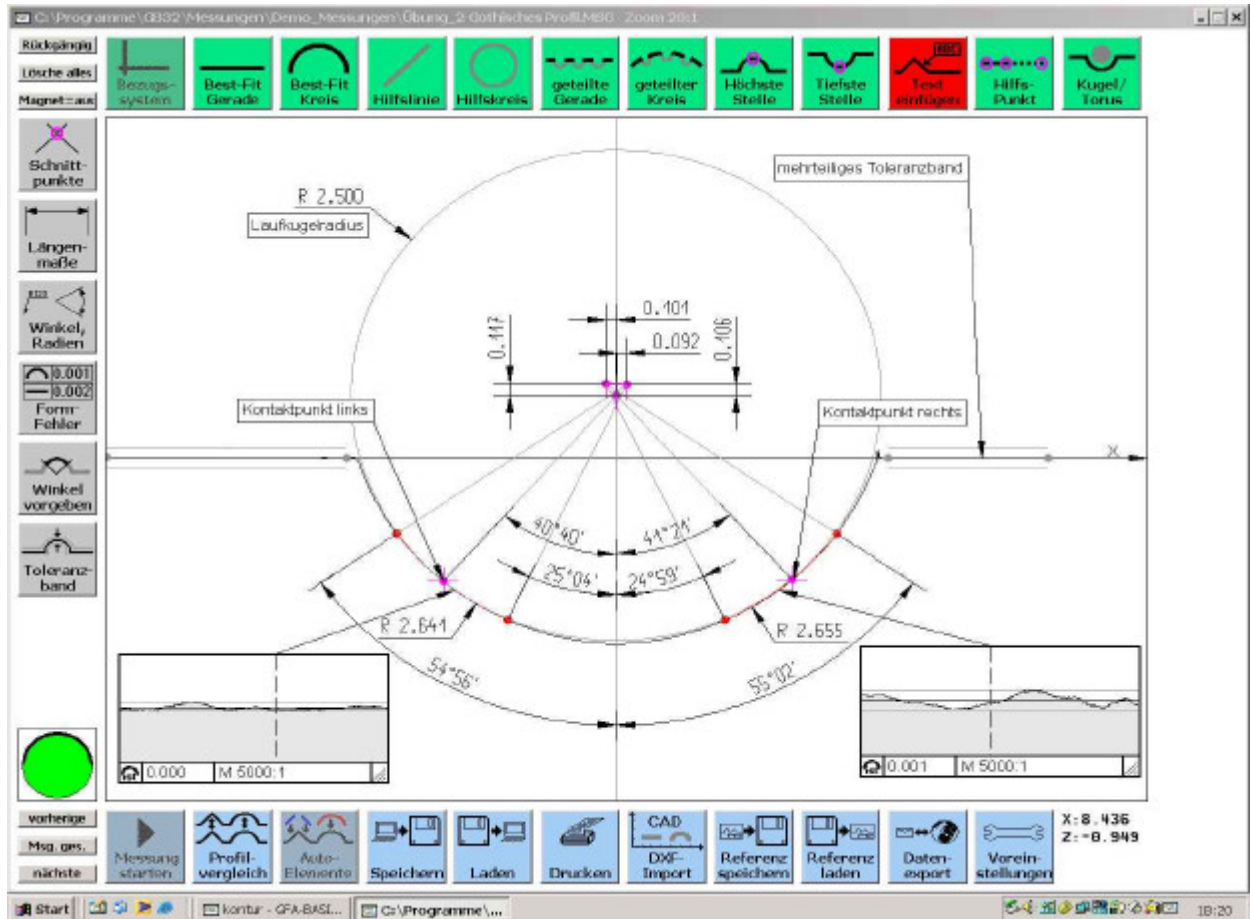 C:\Programme\GB32\Messungen\Demo_Messungen\Übung_2 Gothisches Profil.MSG Zoom 20:1
Rückgängig
Lösche alles
Magnet=aus
Bezugs-
system
Best-Fit
Gerade
Best-Fit
Kreis
Hilfslinie
Hilfskreis
geteilte
Gerade
geteilter
Kreis
Höchste
Stelle
Tiefste
Stelle
ABC
Text
einfügen
Hilfs-
Punkt
Kugel/
Torus
Schnitt-
punkte
Längen-
maße
Winkel,
Radien
0.001
0.002
Form-
Fehler
Winkel
vorgeben
Toleranz-
band
mehrteiliges Toleranzband
R 2.500
Laufkugelradius
0.101
0.117
0.092
0.106
Kontaktpunkt links
Kontaktpunkt rechts
X
40°40'
41°21'
25°04'
24°59'
R 2.641
R 2.655
54°56'
55°02'
0.000
M 5000:1
0.001
M 5000:1
vorherige
Msg. ges.
nächste
Messung
starten
Profil-
vergleich
Auto-
Elemente
Speichern
Laden
Drucken
CAD
DXF-
Import
Referenz
speichern
Referenz
laden
Daten-
export
Vorein-
stellungen
X:8.436
Z:-8.949
Start
kontur - GFA-BASI...
C:\Programme\...
18:20